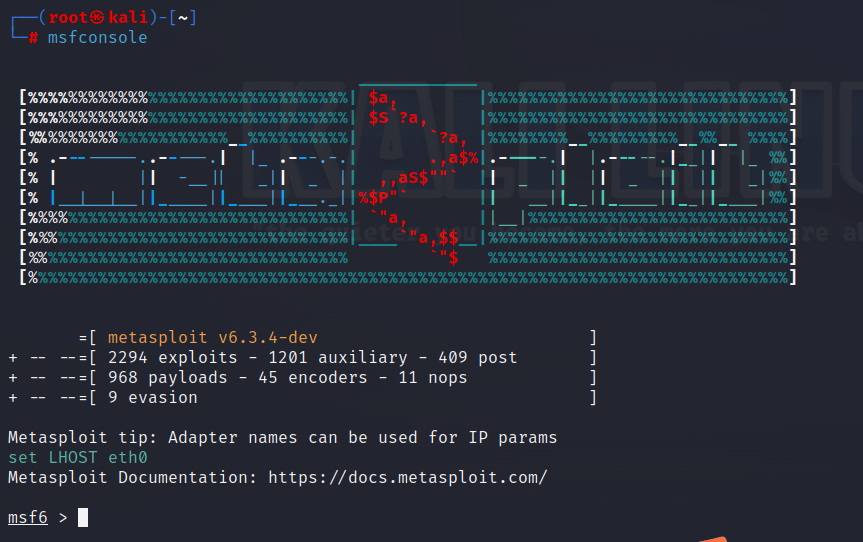 ┌──(root㉿kali)-[~]
└─# msfconsole
=[ metasploit v6.3.4-dev ]
+ -- --=[ 2294 exploits - 1201 auxiliary - 409 post ]
+ -- --=[ 968 payloads - 45 encoders - 11 nops ]
+ -- --=[ 9 evasion ]
Metasploit tip: Adapter names can be used for IP params
set LHOST eth0
Metasploit Documentation: https://docs.metasploit.com/
msf6 >